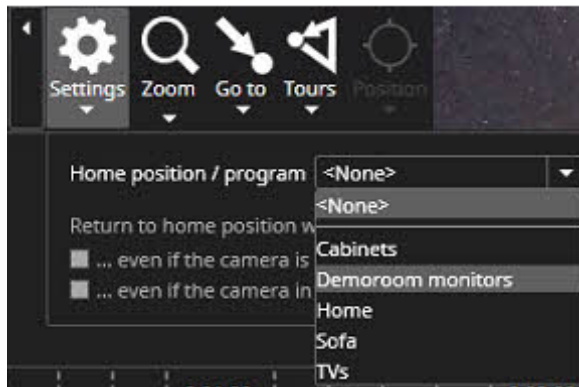 Settings Zoom Go to Tours Position
Home position / program <None>
<None>
Return to home position w
Cabinets
... even if the camera is
Demoroom monitors
... even if the camera in
Home
Sofa
TVs